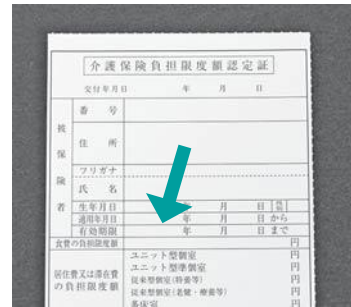 介護保険負担限度額認定証
交付年月日 年 月 日
被保険者
番号
住所
フリガナ
氏名
生年月日 年 月 日 性別
適用年月日 年 月 日から
有効期限 年 月 日まで
食費の負担限度額 円
居住費又は滞在費の負担限度額
ユニット型個室 円
ユニット型準個室 円
従来型個室(特養等) 円
従来型個室(老健・療養等) 円
多床室 円